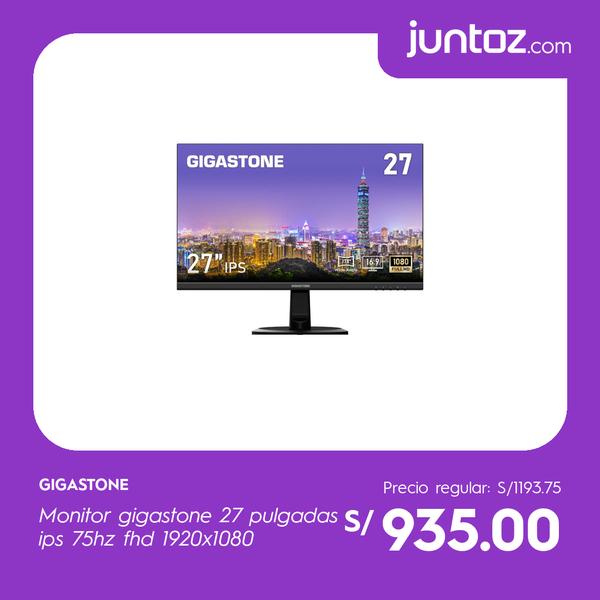 juntoz.com
GIGASTONE
27
27" IPS
16:9
1080
FULL HD
GIGASTONE
GIGASTONE
Precio regular: S/1193.75
Monitor gigastone 27 pulgadas
ips 75hz fhd 1920x1080
S/ 935.00